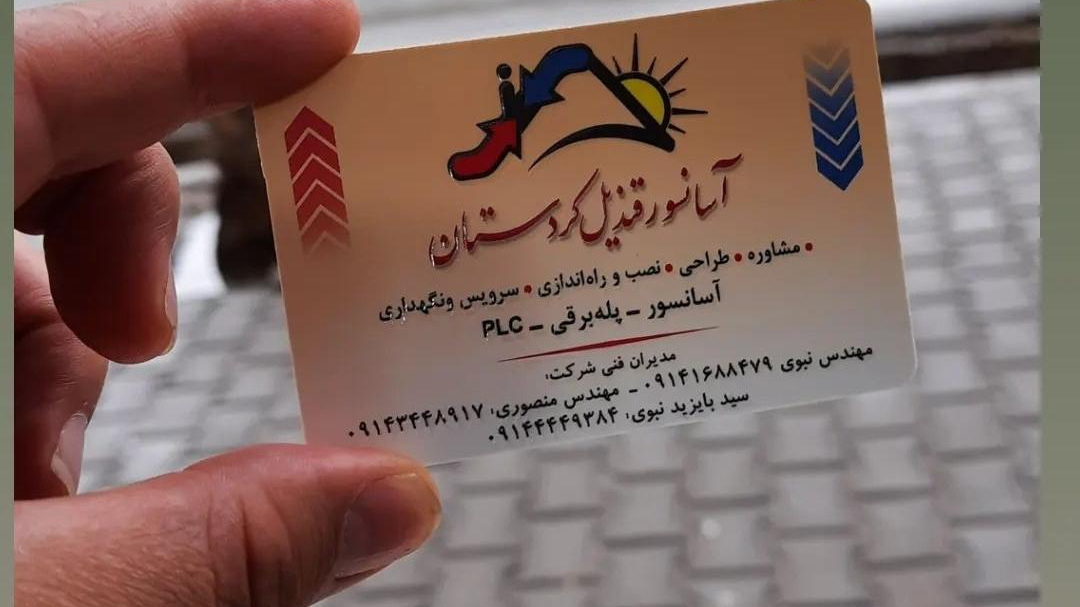 آسانسور قندیل کردستان
• مشاوره • طراحی • نصب و راه‌اندازی • سرویس ونگهداری
آسانسور – پله‌برقی – PLC
مدیران فنی شرکت:
مهندس نبوی ۰۹۱۴۱۶۸۸۴۷۹ - مهندس منصوری: ۰۹۱۴۳۴۴۸۹۱۷
سید بایزید نبوی: ۰۹۱۴۴۴۴۹۳۸۴